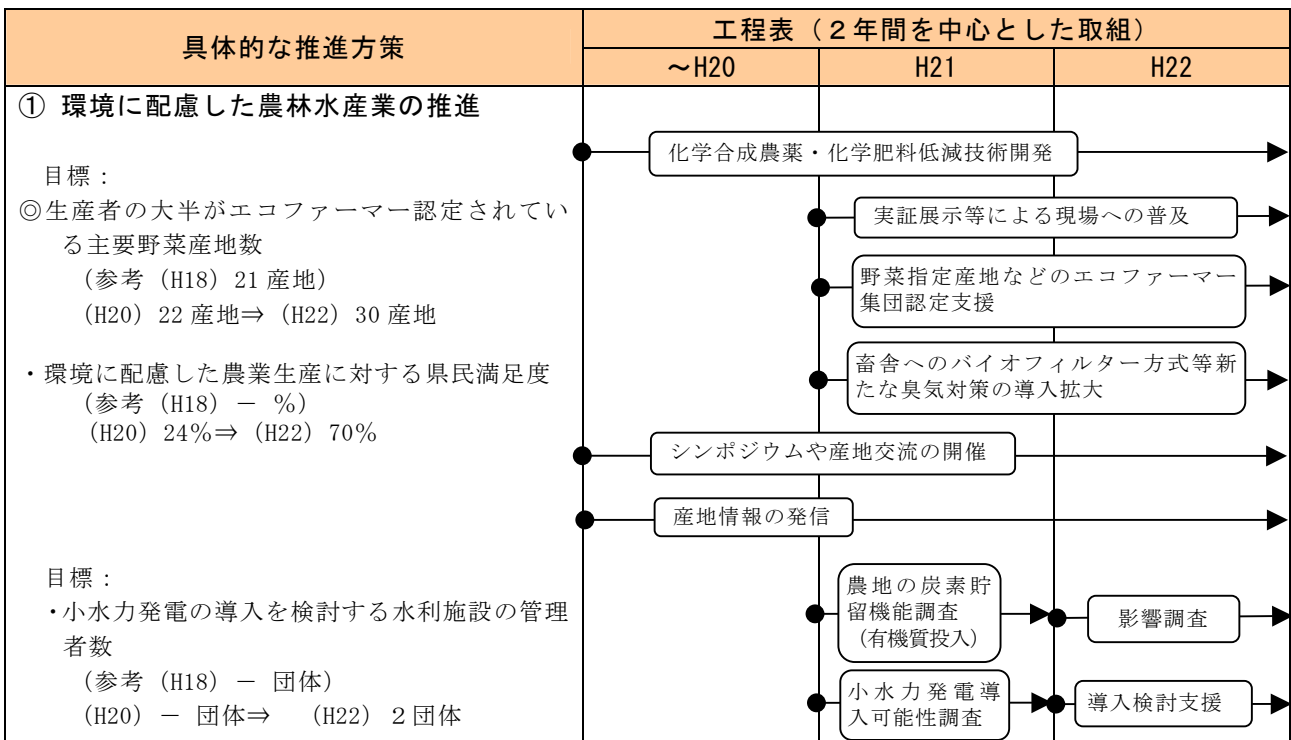 具体的な推進方策
工程表（２年間を中心とした取組）
～H20
H21
H22
① 環境に配慮した農林水産業の推進
目標：
◎生産者の大半がエコファーマー認定されてい
る主要野菜産地数
（参考（H18）21 産地）
（H20）22 産地⇒（H22）30 産地
・環境に配慮した農業生産に対する県民満足度
（参考（H18）－ ％）
（H20）24％⇒（H22）70％
目標：
・小水力発電の導入を検討する水利施設の管理
者数
（参考（H18）－ 団体）
（H20）－ 団体⇒ （H22）２団体
化学合成農薬・化学肥料低減技術開発
実証展示等による現場への普及
野菜指定産地などのエコファーマー
集団認定支援
畜舎へのバイオフィルター方式等新
たな臭気対策の導入拡大
シンポジウムや産地交流の開催
産地情報の発信
農地の炭素貯
留機能調査
（有機質投入）
影響調査
小水力発電導
入可能性調査
導入検討支援